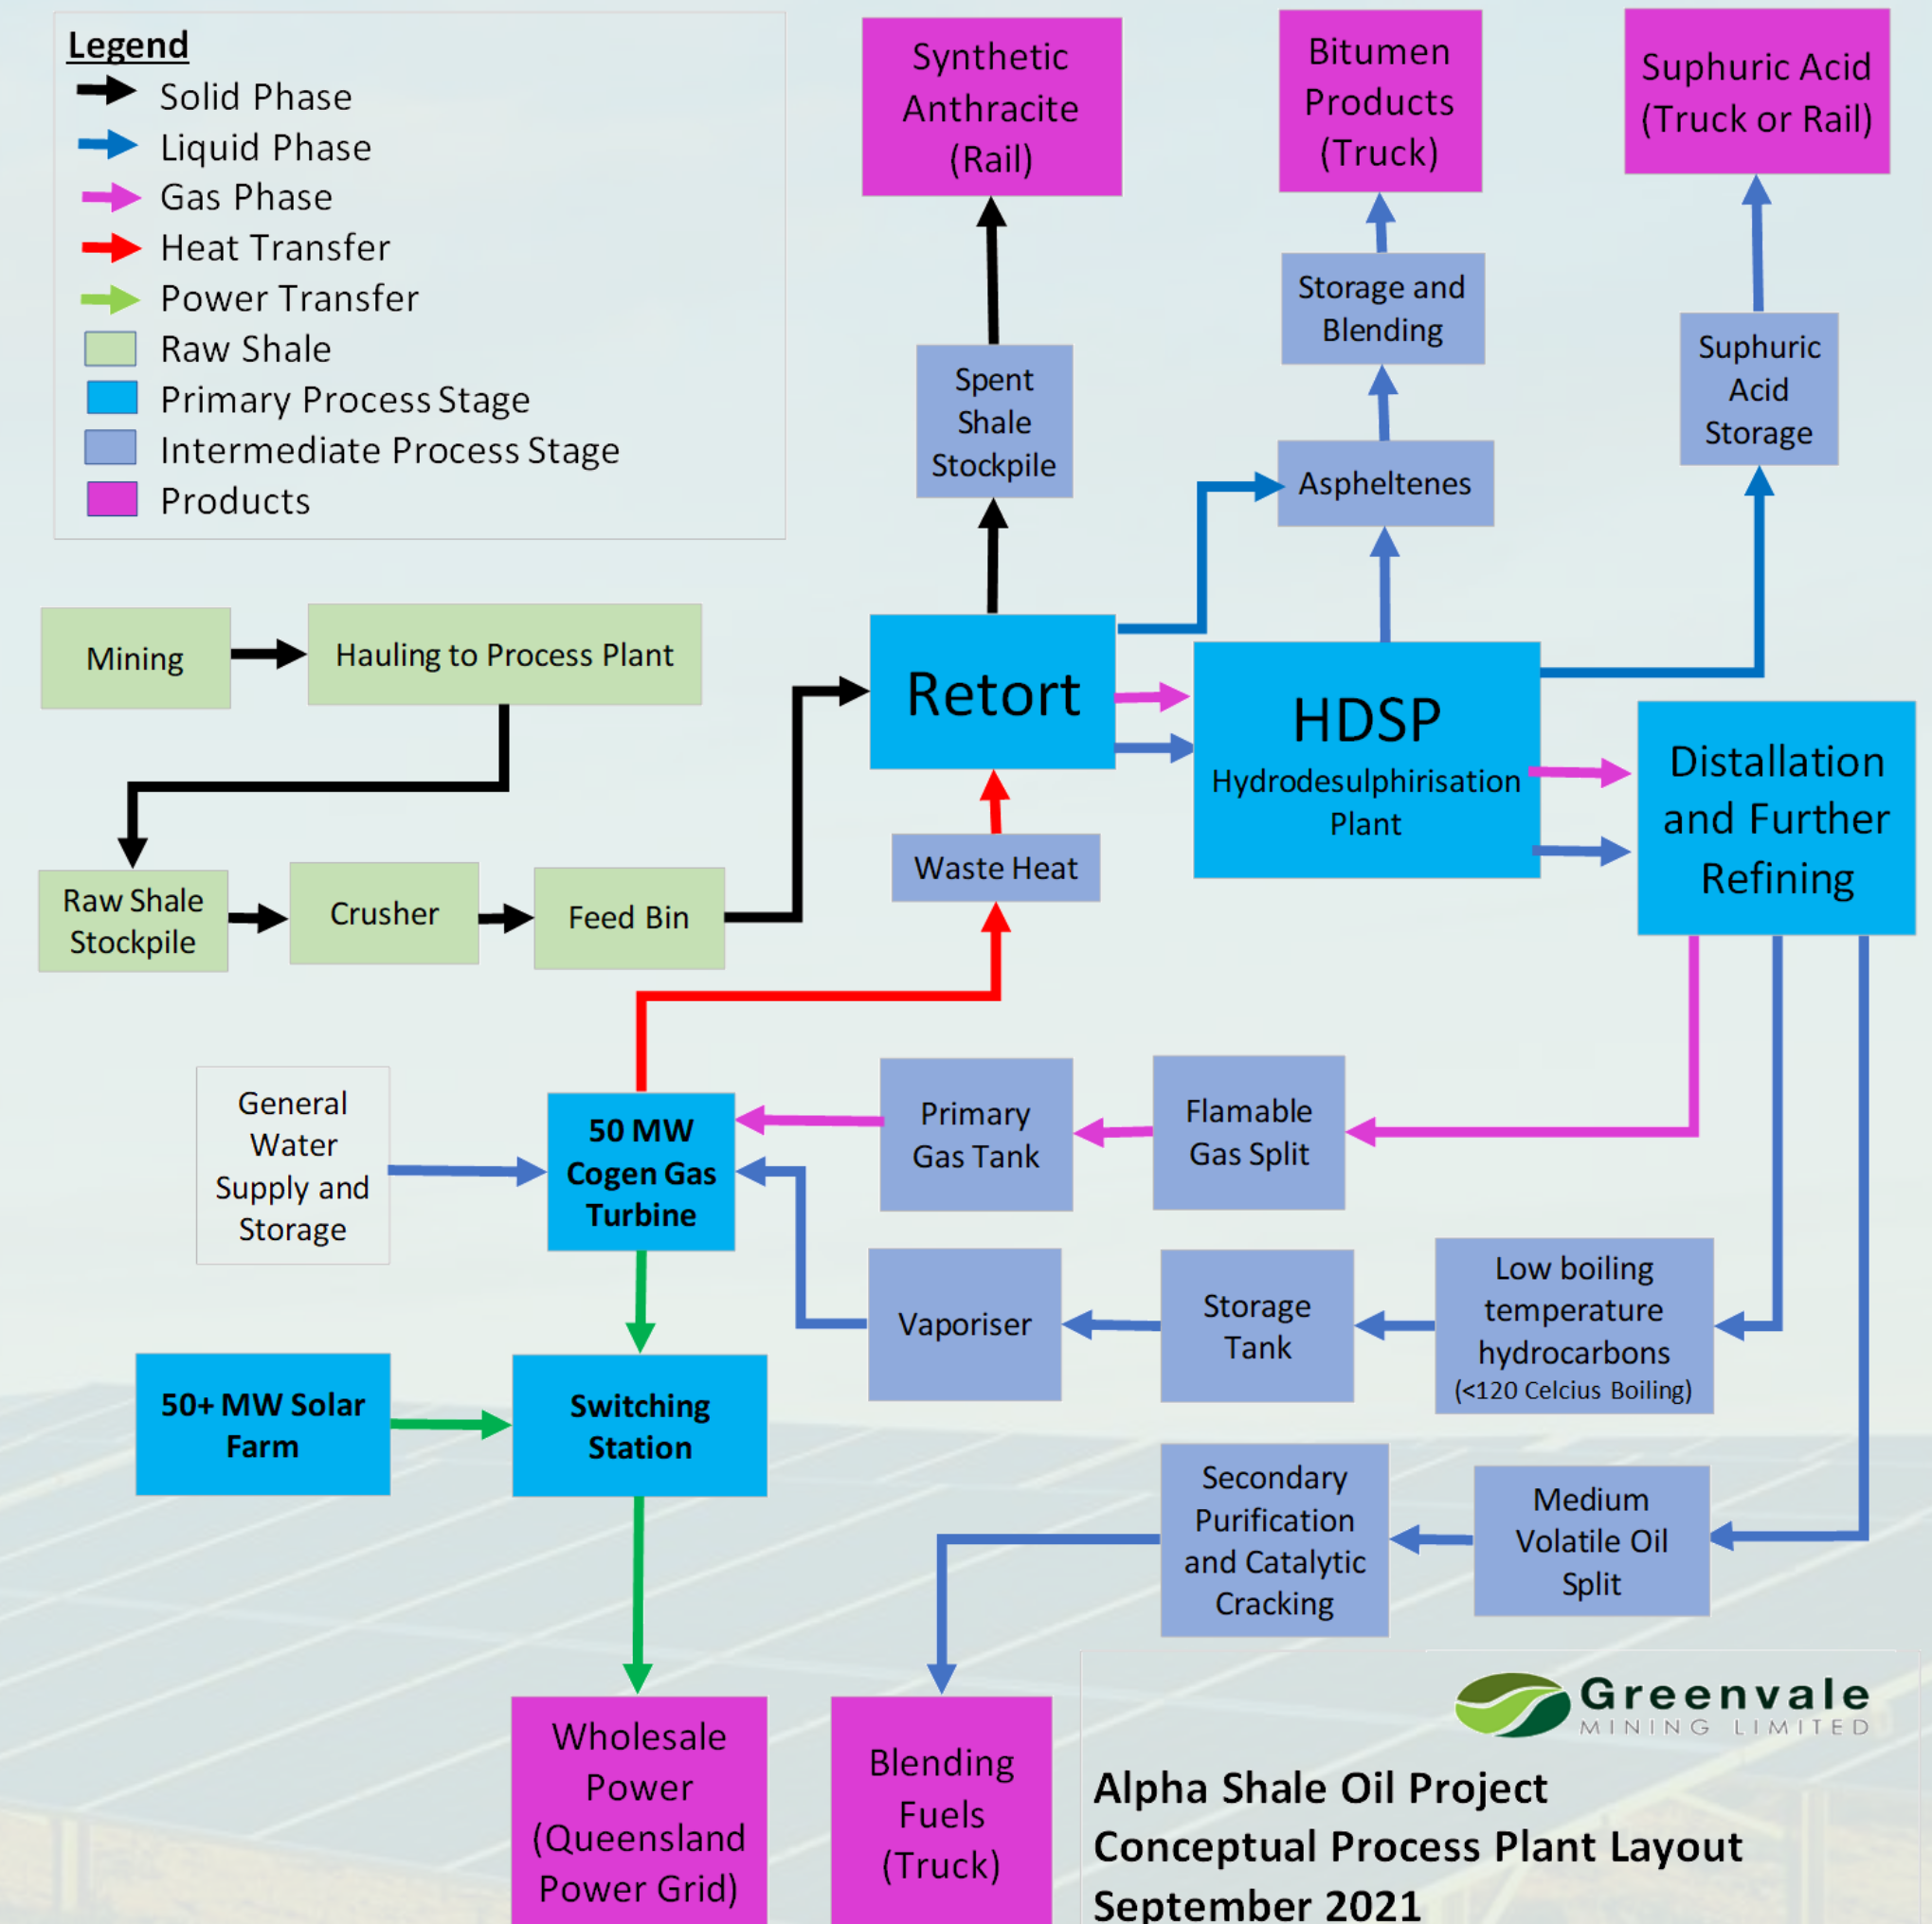 Legend
Solid Phase
Liquid Phase
Gas Phase
Heat Transfer
Power Transfer
Raw Shale
Primary Process Stage
Intermediate Process Stage
Products
Synthetic
Anthracite
(Rail)
Bitumen
Products
(Truck)
Suphuric Acid
(Truck or Rail)
Storage and
Blending
Spent
Shale
Stockpile
Suphuric
Acid
Storage
Aspheltenes
Mining
Hauling to Process Plant
Retort
HDSP
Hydrodesulphirisation
Plant
Distallation
and Further
Refining
Waste Heat
Raw Shale
Stockpile
Crusher
Feed Bin
General
Water
Supply and
Storage
50 MW
Cogen Gas
Turbine
Primary
Gas Tank
Flamable
Gas Split
Vaporiser
Storage
Tank
Low boiling
temperature
hydrocarbons
(<120 Celcius Boiling)
50+ MW Solar
Farm
Switching
Station
Secondary
Purification
and Catalytic
Cracking
Medium
Volatile Oil
Split
Wholesale
Power
(Queensland
Power Grid)
Blending
Fuels
(Truck)
Greenvale
MINING LIMITED
Alpha Shale Oil Project
Conceptual Process Plant Layout
September 2021